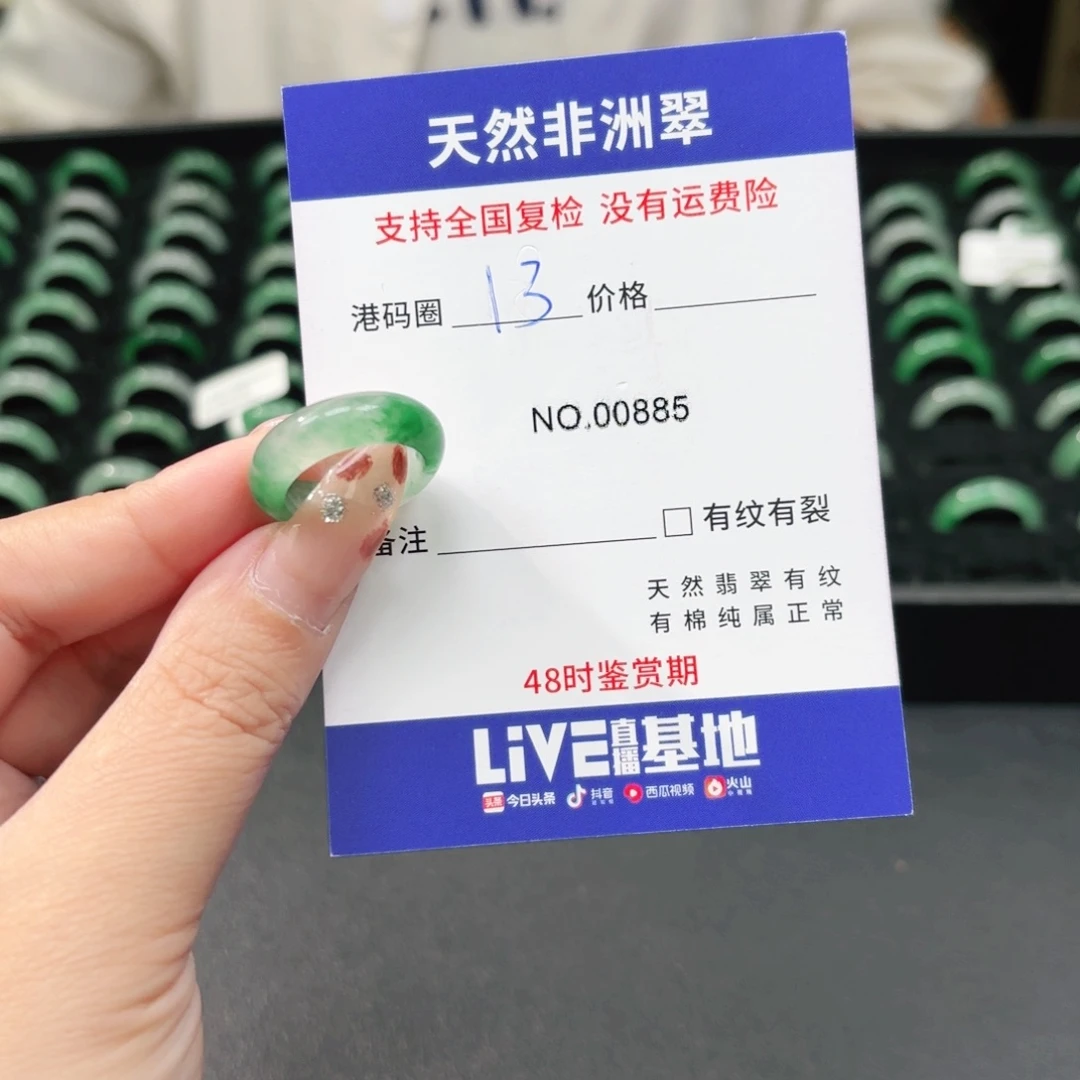 天然非洲翠
支持全国复检 没有运费险
港码圈 13 价格
NO.00885
备注 有纹有裂
天然翡翠有纹
有棉纯属正常
48时鉴赏期
LiVE直播基地
头条 今日头条 抖音 西瓜视频 火山